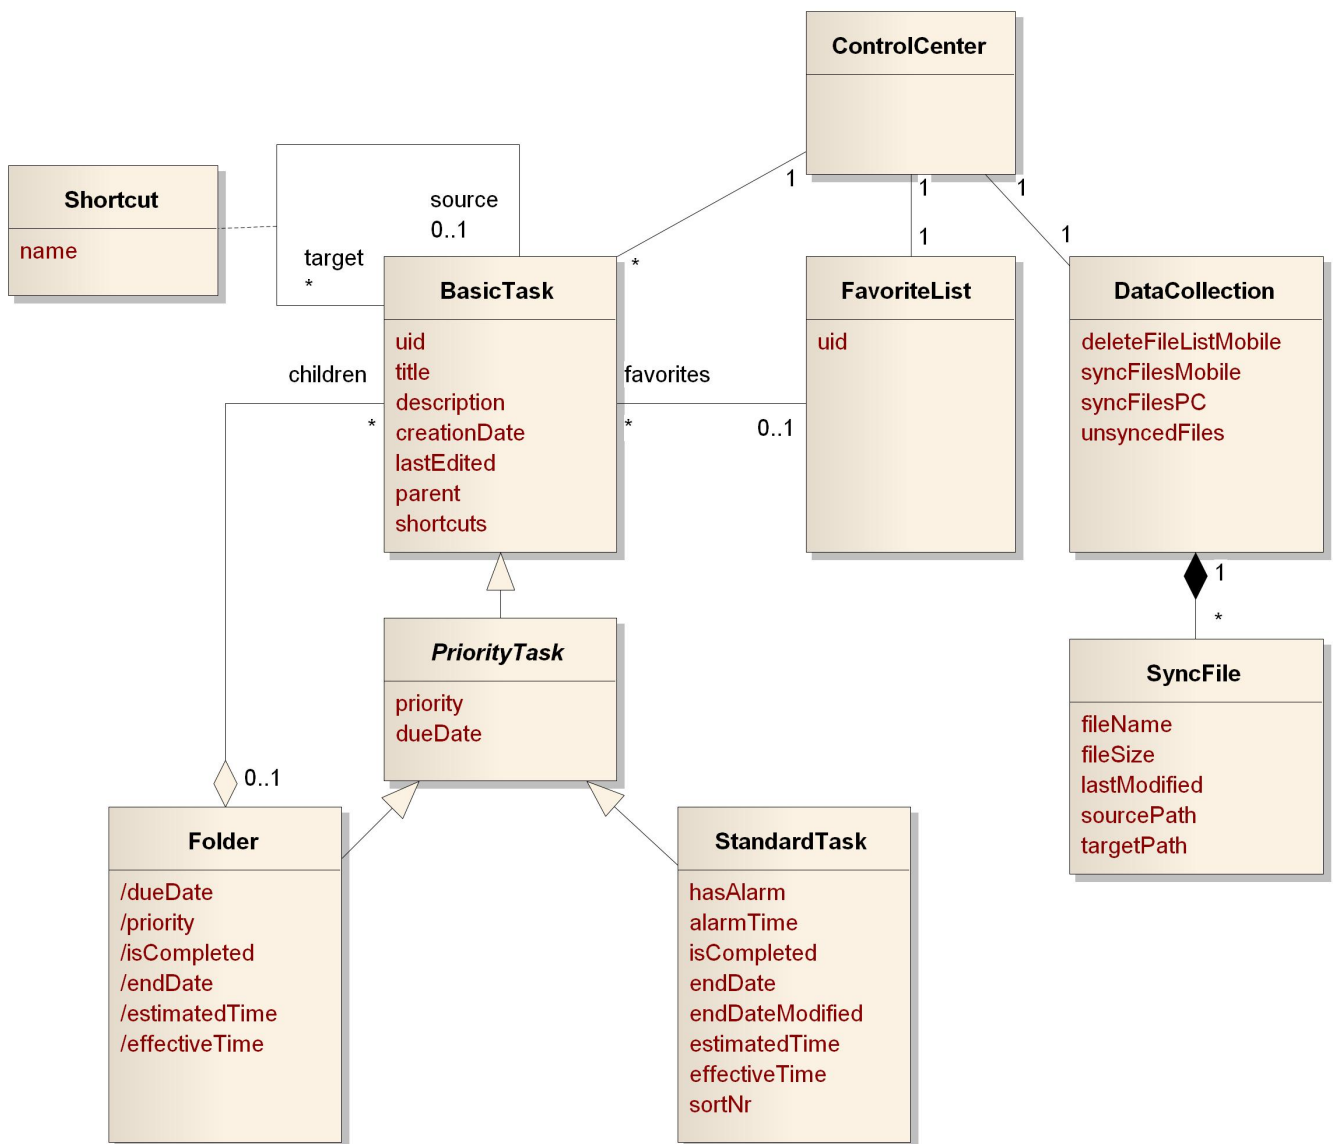 ControlCenter
1
1
1
1
1
*
Shortcut
name
source
0..1
target
*
BasicTask
uid
title
description
creationDate
lastEdited
parent
shortcuts
children
*
favorites
*
0..1
FavoriteList
uid
DataCollection
deleteFileListMobile
syncFilesMobile
syncFilesPC
unsyncedFiles
1
*
SyncFile
fileName
fileSize
lastModified
sourcePath
targetPath
PriorityTask
priority
dueDate
0..1
Folder
/dueDate
/priority
/isCompleted
/endDate
/estimatedTime
/effectiveTime
StandardTask
hasAlarm
alarmTime
isCompleted
endDate
endDateModified
estimatedTime
effectiveTime
sortNr